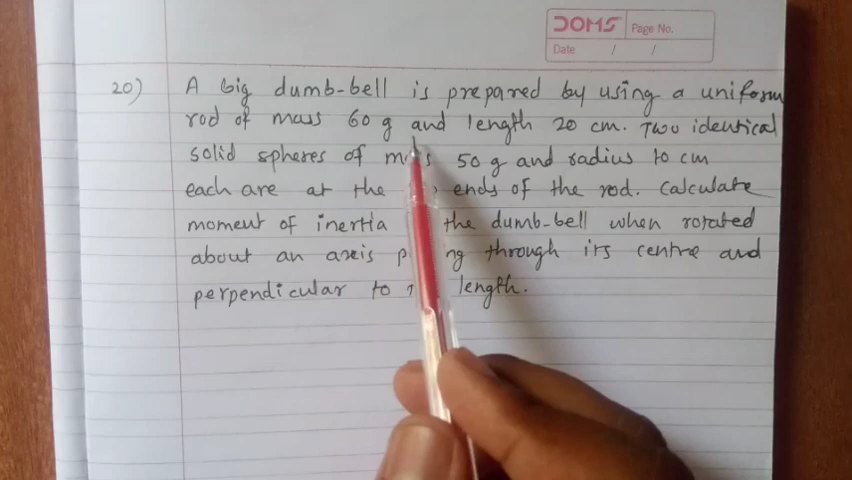 DOMS Page No.
Date / /
20) A big dumb-bell is prepared by using a uniform
rod of mass 60 g and length 20 cm. Two identical
solid spheres of mass 50 g and radius 10 cm
each are at the ends of the rod. Calculate
moment of inertia the dumb-bell when rotated
about an axis through its centre and
perpendicular to length.